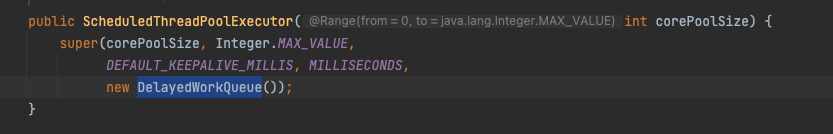 public ScheduledThreadPoolExecutor( @Range(from = 0, to = java.lang.Integer.MAX_VALUE) int corePoolSize) {
super(corePoolSize, Integer.MAX_VALUE,
DEFAULT_KEEPALIVE_MILLIS, MILLISECONDS,
new DelayedWorkQueue());
}